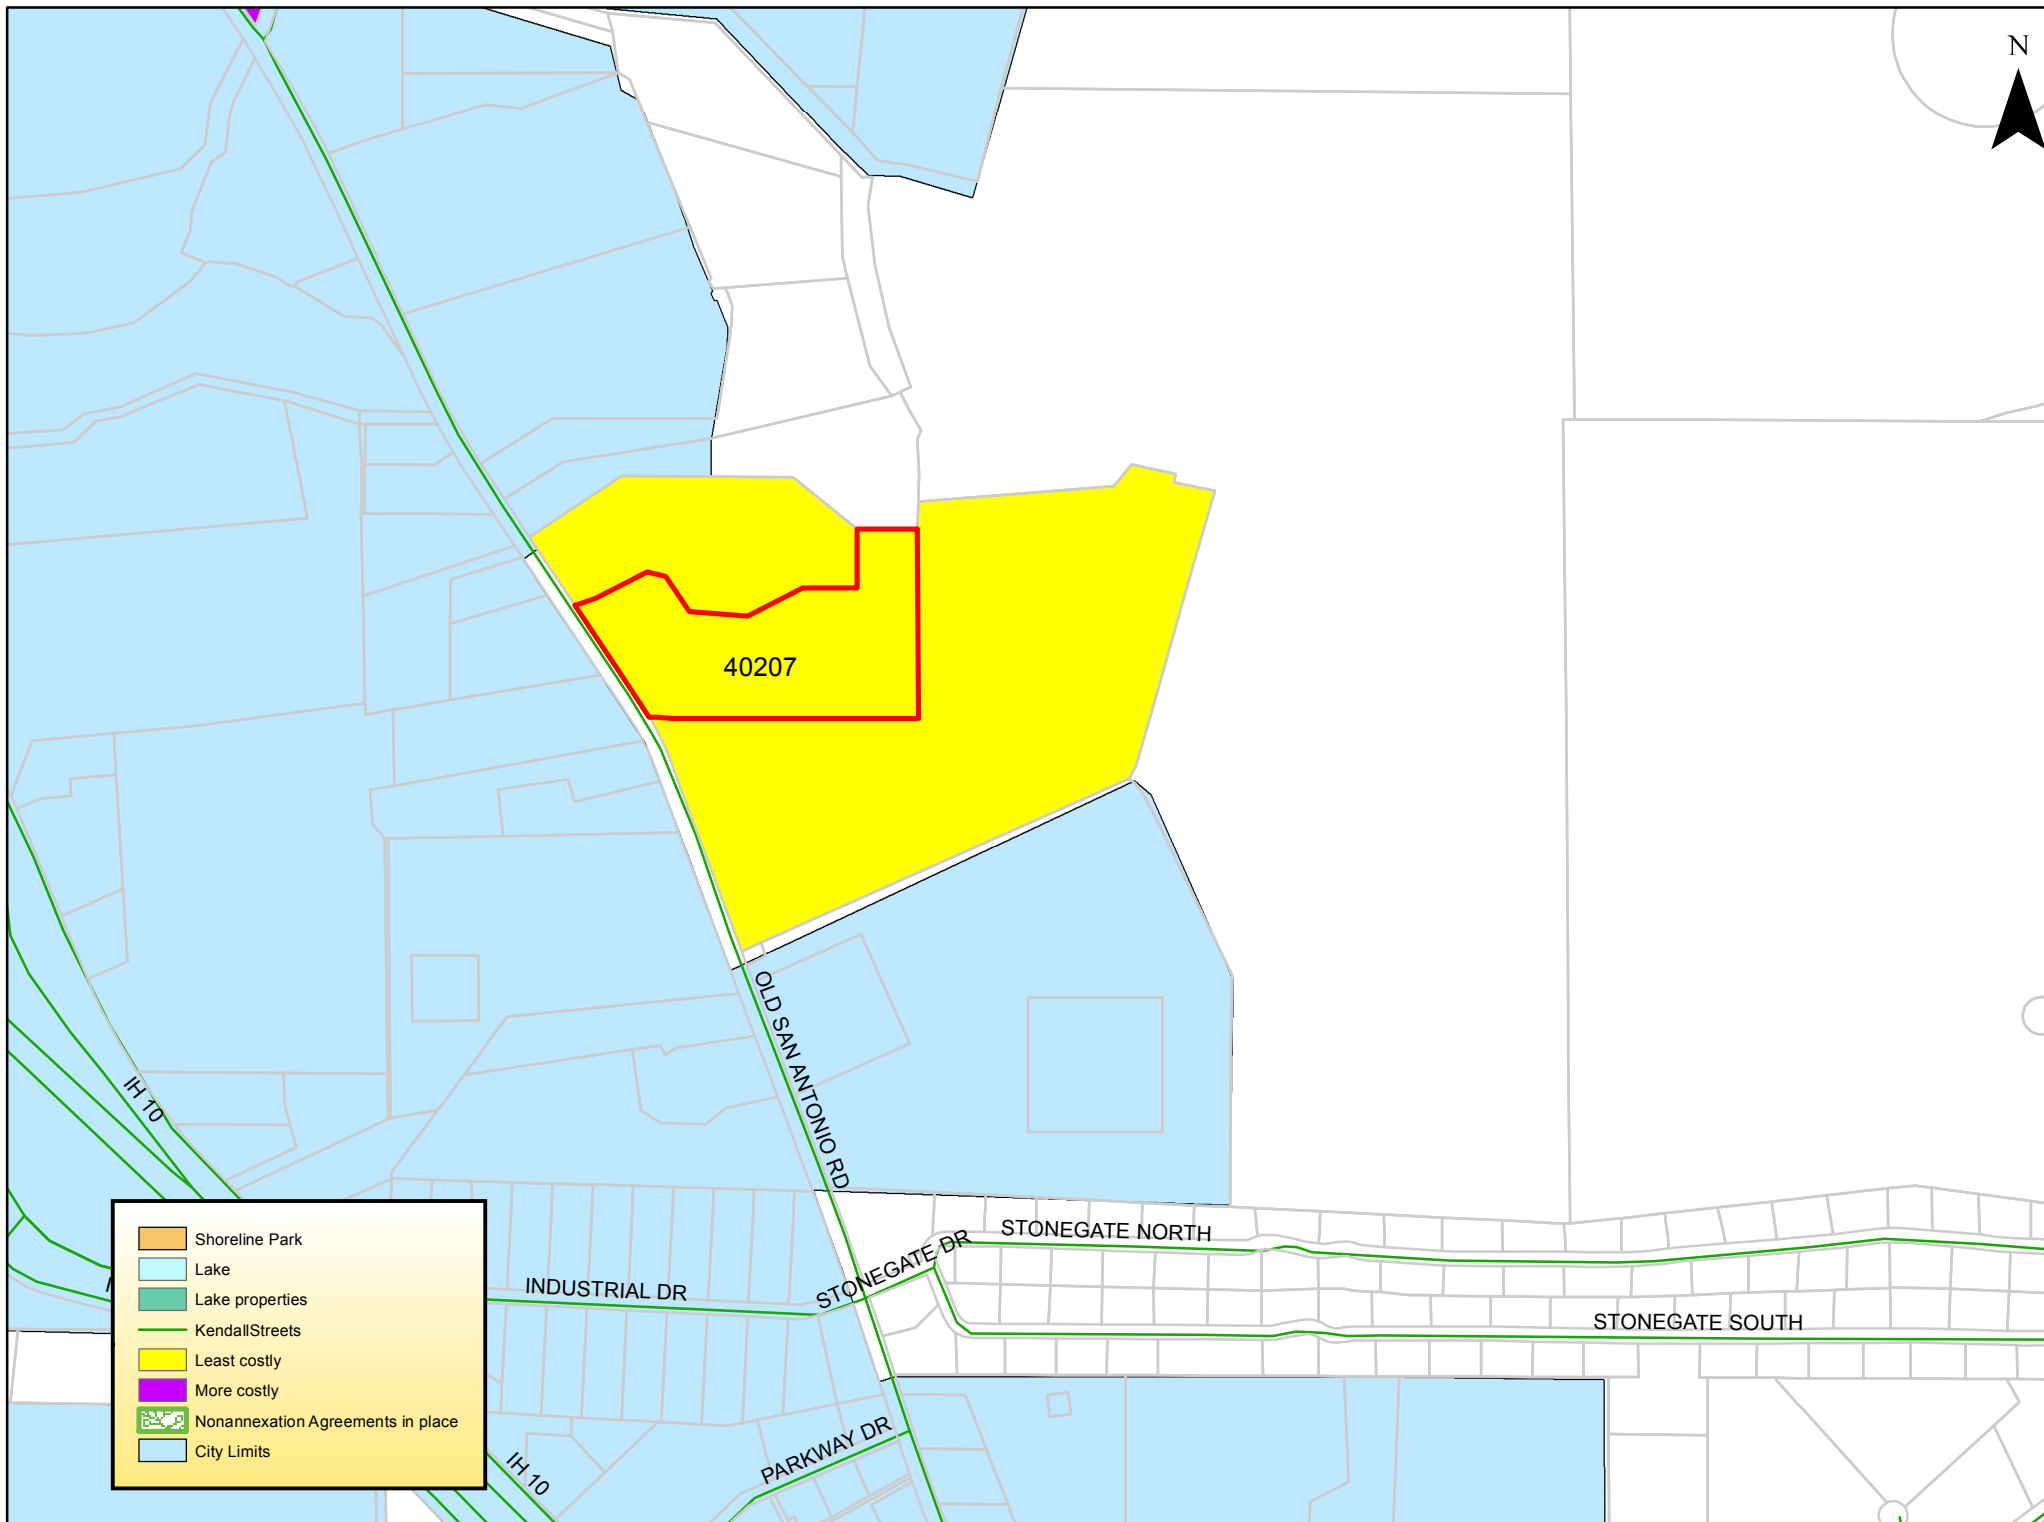 N
40207
OLD SAN ANTONIO RD
IH 10
STONEGATE NORTH
STONEGATE DR
INDUSTRIAL DR
STONEGATE SOUTH
PARKWAY DR
IH 10
Shoreline Park
Lake
Lake properties
KendallStreets
Least costly
More costly
Nonannexation Agreements in place
City Limits